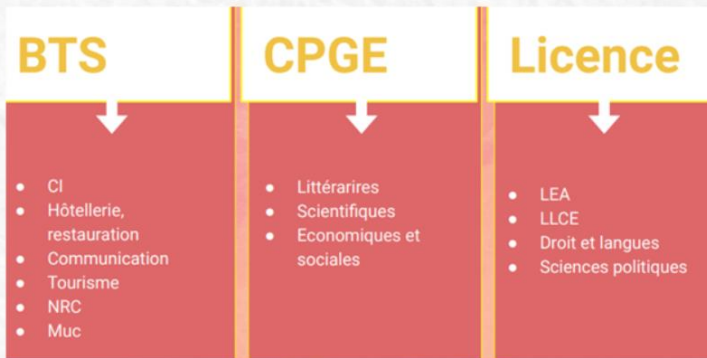 BTS
CI
Hôtellerie,
restauration
Communication
Tourisme
NRC
Muc
CPGE
Littérarires
Scientifiques
Economiques et
sociales
Licence
LEA
LLCE
Droit et langues
Sciences politiques